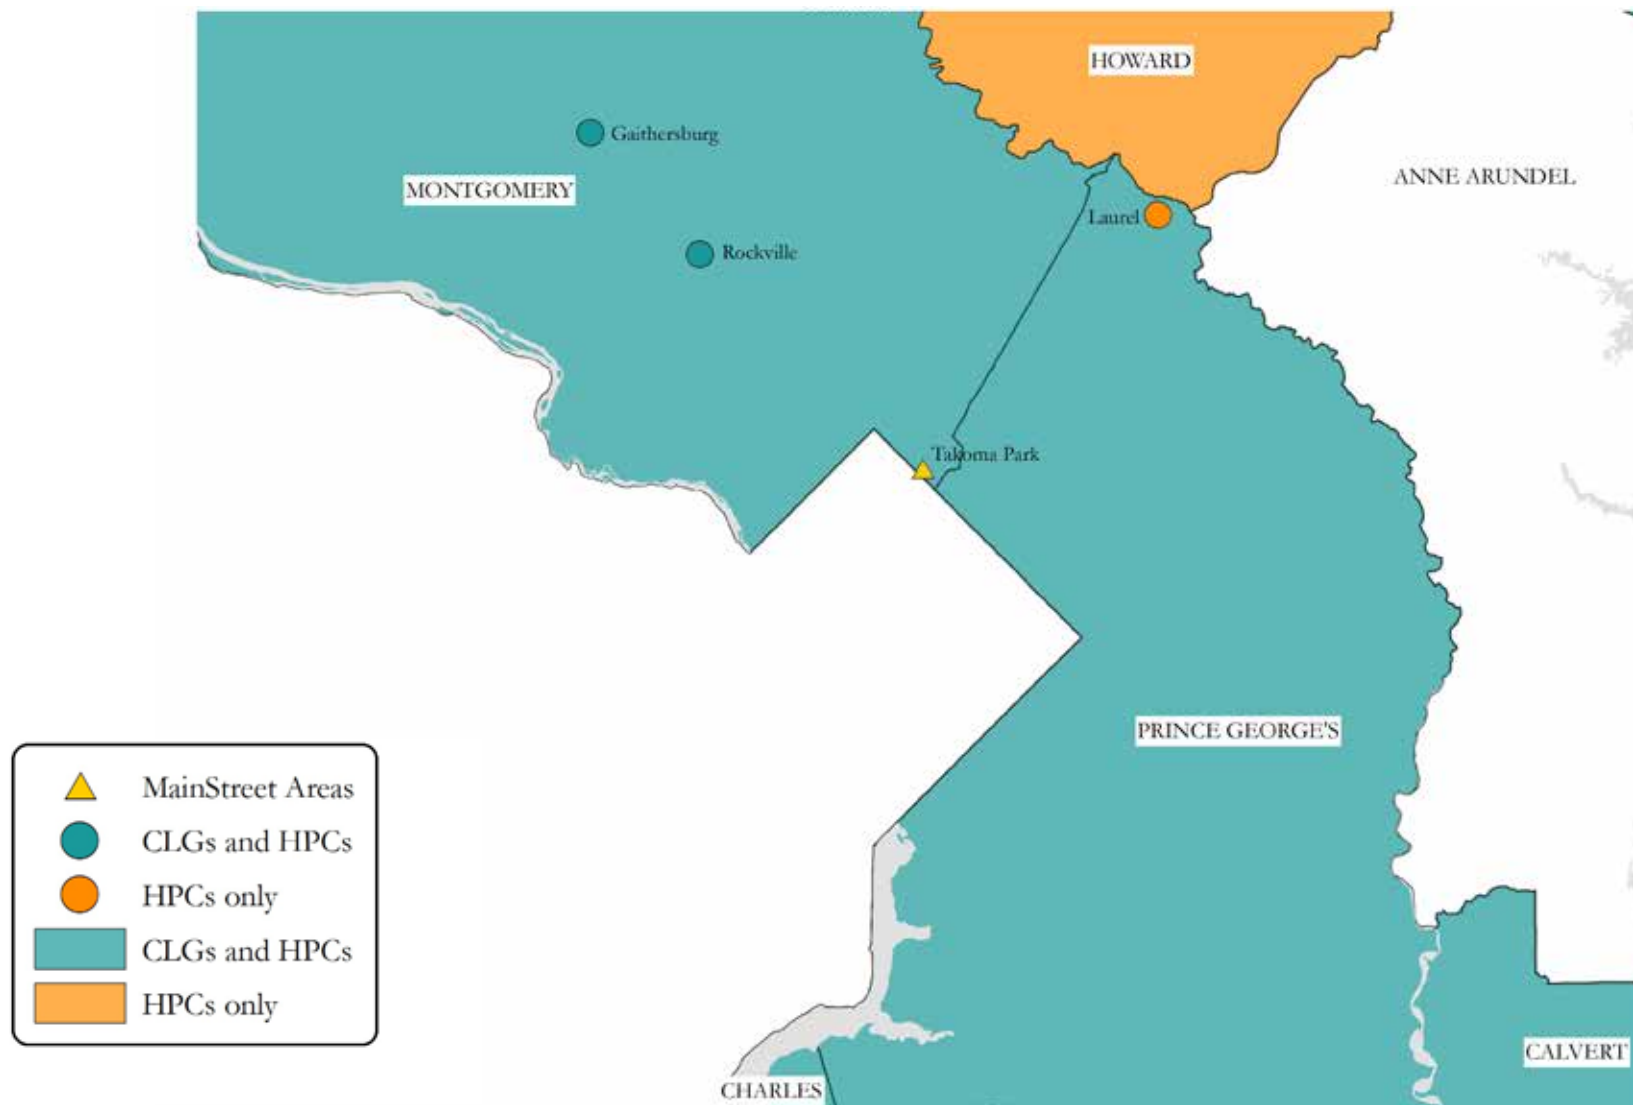 HOWARD
Gaithersburg
ANNE ARUNDEL
MONTGOMERY
Laurel
Rockville
Takoma Park
PRINCE GEORGE'S
MainStreet Areas
CLGs and HPCs
HPCs only
CLGs and HPCs
HPCs only
CALVERT
CHARLES